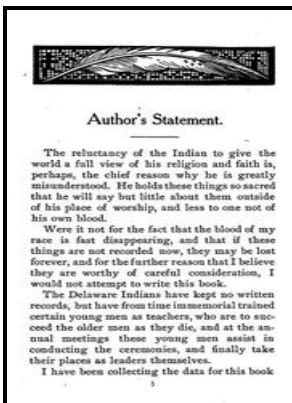 Author's Statement.
The reluctancy of the Indian to give the
world a full view of his religion and faith is,
perhaps, the chief reason why he is greatly
misunderstood. He holds these things so sacred
that he will say but little about them outside
of his place of worship, and less to one not of
his own blood.
Were it not for the fact that the blood of my
race is fast disappearing, and that if these
things are not recorded now, they may be lost
forever, and for the further reason that I believe
they are worthy of careful consideration, I
would not attempt to write this book.
The Delaware Indians have kept no written
records, but have from time immemorial trained
certain young men as teachers, who are to suc-
ceed the older men as they die, and at the an-
nual meetings these young men assist in
conducting the ceremonies, and finally take
their places as leaders themselves.
I have been collecting the data for this book
5